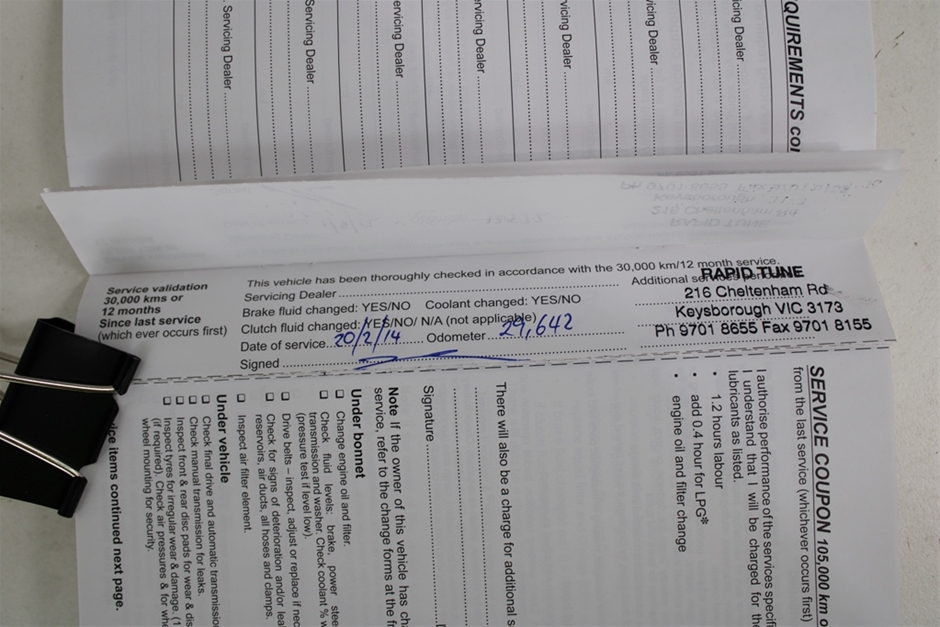 QUIREMENTS
Servicing Dealer
Servicing Dealer
Servicing Dealer
Servicing Dealer
Servicing Dealer
Servicing Dealer
Dealer
Service validation
30,000 kms or
12 months
Since last service
(which ever occurs first)
This vehicle has been thoroughly checked in accordance with the 30,000 km/12 month service.
Servicing Dealer
Additional
Brake fluid changed: YES/NO Coolant changed: YES/NO
Clutch fluid changed: YES/NO/ N/A (not applicable)
Date of service 20/2/14 Odometer 29,642
Signed
RAPID TUNE
216 Cheltenham Rd
Keysborough VIC 3173
Ph 9701 8655 Fax 9701 8155
SERVICE COUPON 105,000 km
from the last service (whichever occurs first)
I authorise performance of the services
I understand that I will be charged for
lubricants as listed.
• 1.2 hours labour
• add 0.4 hour for LPG*
• engine oil and filter change
There will also be a charge for additional
Signature
Note If the owner of this vehicle has
service, refer to the change forms at the
Under bonnet
❏ Change engine oil and filter.
❏ Check fluid levels: brake, power
transmission and washer. Check coolant %
(pressure test if level low).
❏ Drive belts – inspect, adjust or replace if
❏ Check for signs of deterioration and/or
reservoirs, air ducts, all hoses and clamps.
❏ Inspect air filter element.
Under vehicle
❏ Check final drive and automatic
❏ Check manual transmission for leaks.
❏ Inspect front & rear disc pads for wear &
❏ Inspect tyres for irregular wear & damage.
(if required). Check air pressures & for
wheel mounting for security.
items continued next page.